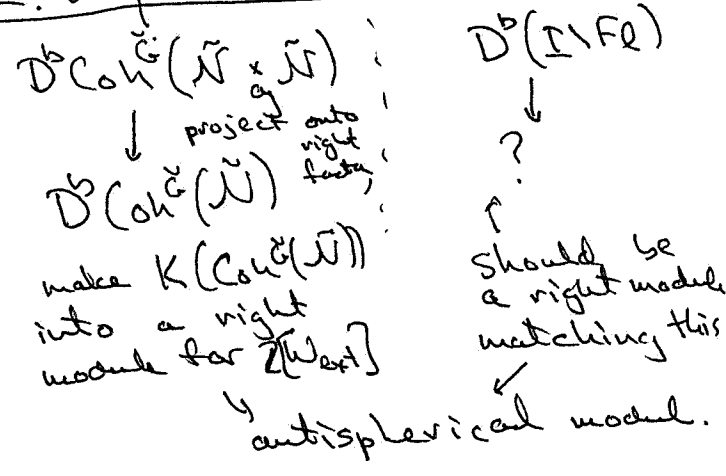 D^b Coh^Ğ(Ñ ×_g Ñ)
↓ project onto right factor
D^b Coh^Ğ(Ñ)
make K(Coh^Ğ(Ñ))
into a right
module for Z[W_ext]
D^b(I\Fl)
↓
?
↑
should be
a right module
matching this
antispherical modul.